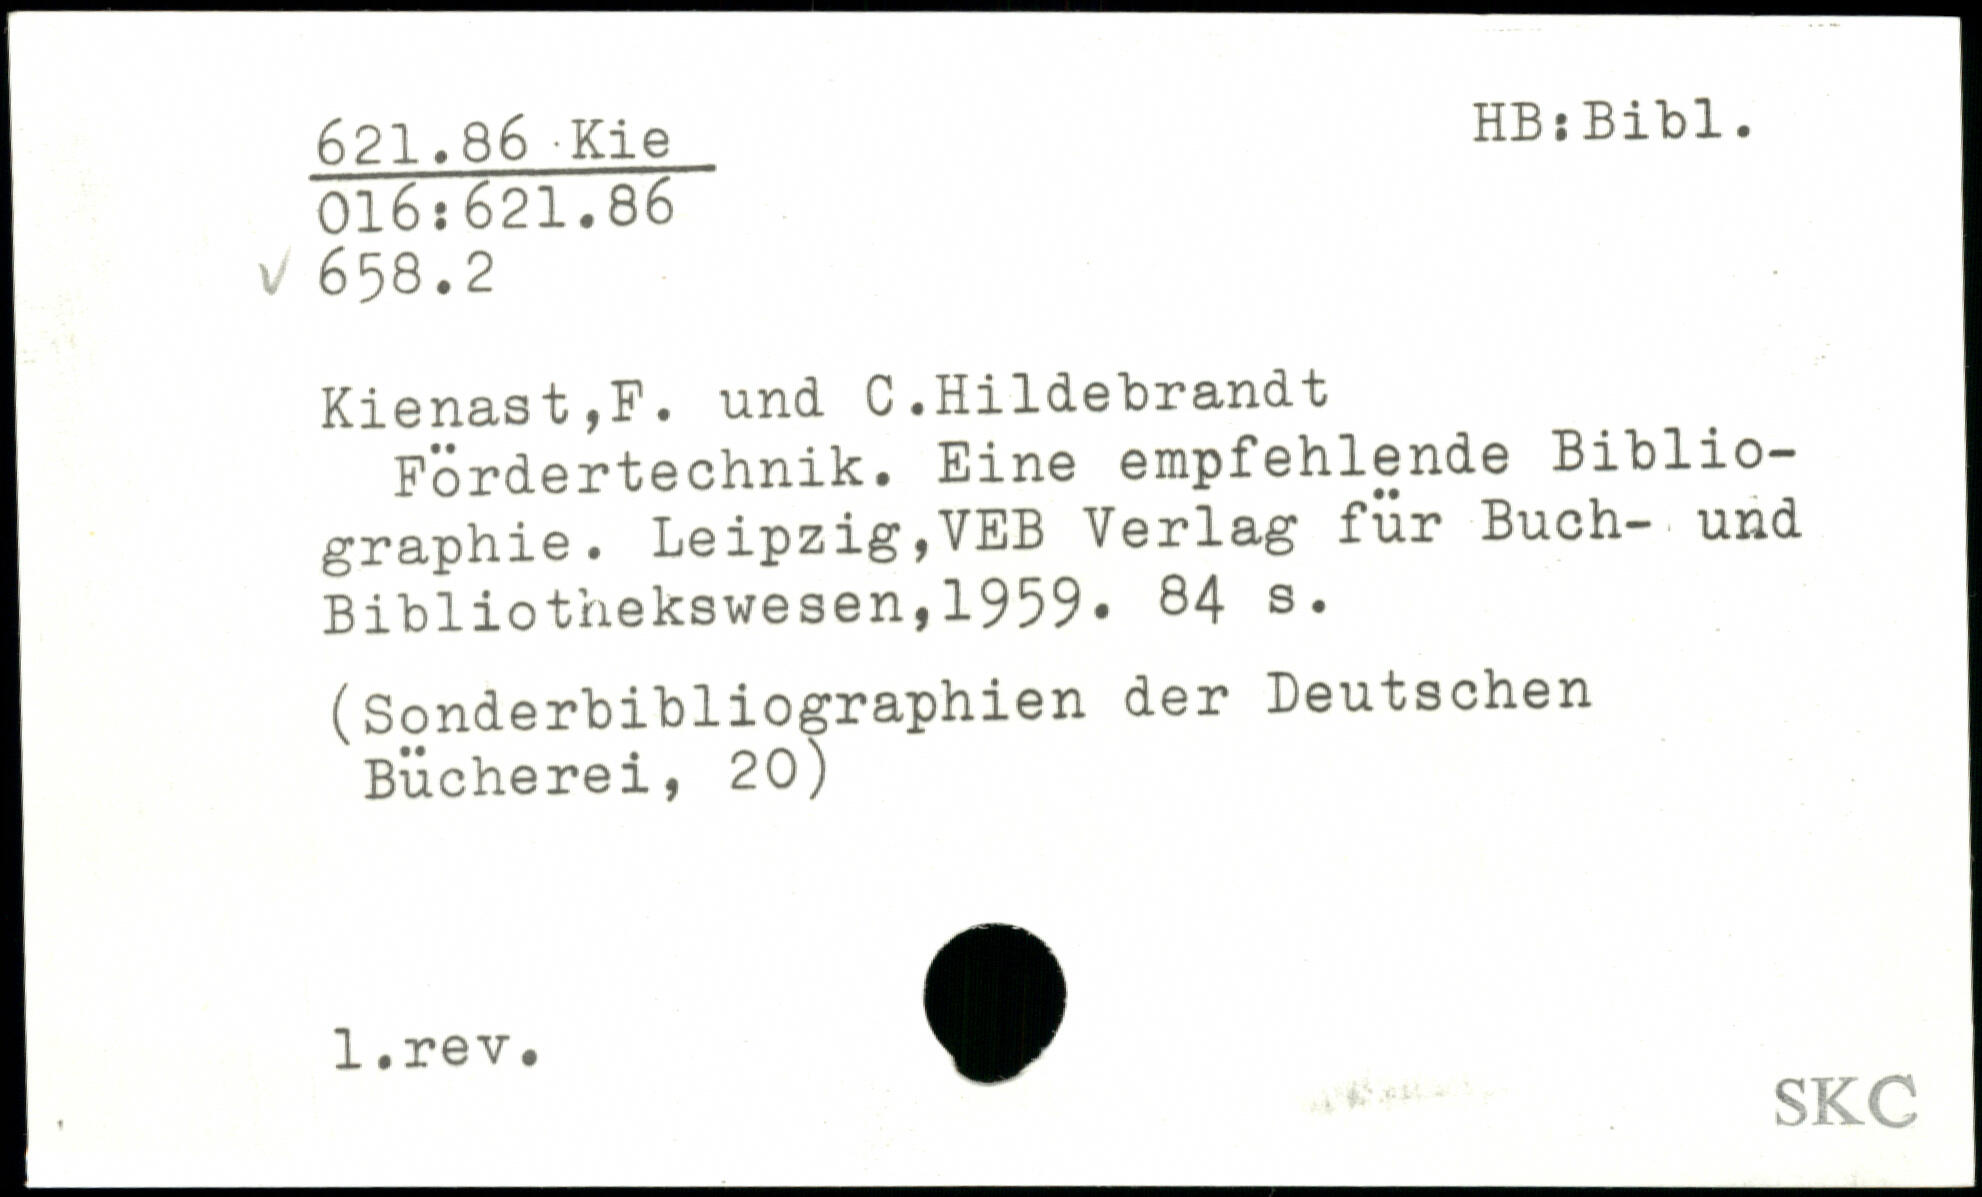 621.86 Kie
HB:Bibl.
016:621.86
√ 658.2
Kienast,F. und C.Hildebrandt
Fördertechnik. Eine empfehlende Biblio-
graphie. Leipzig,VEB Verlag für Buch- und
Bibliothekswesen,1959. 84 s.
(Sonderbibliographien der Deutschen
Bücherei, 20)
1.rev.
SKC